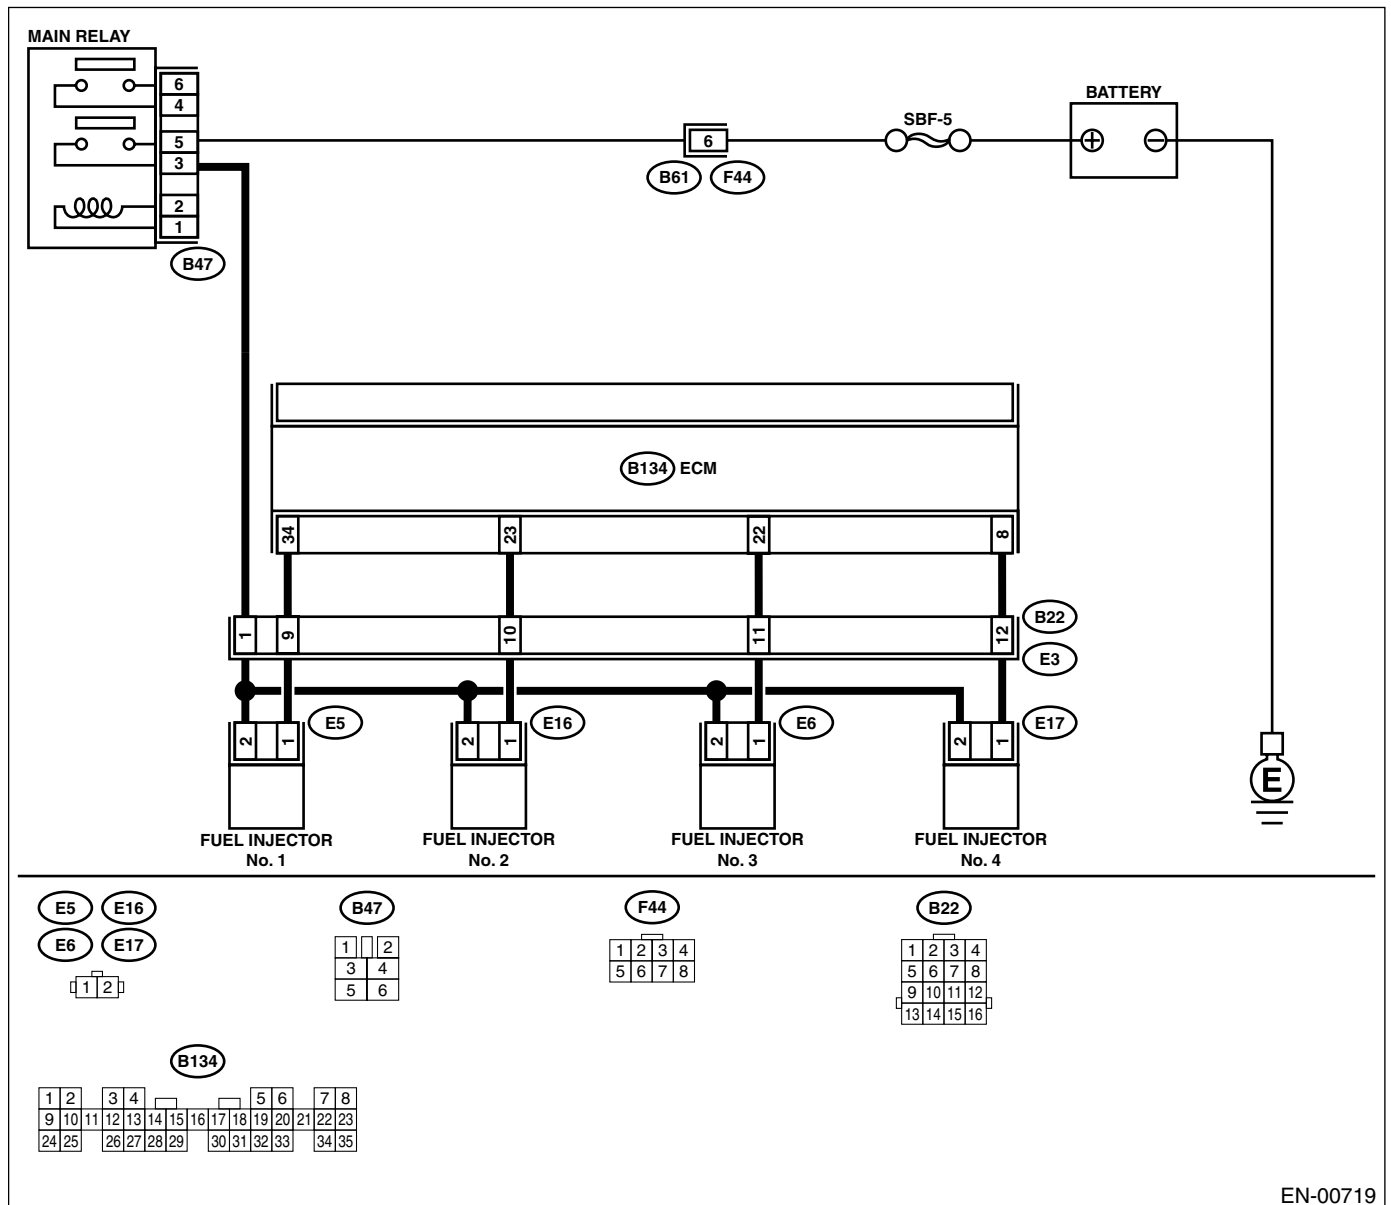 MAIN RELAY
6
4
5
3
2
1
B47
6
B61 F44
SBF-5
BATTERY
B134 ECM
34 23 22 8
1 9 10 11 12
B22
E3
2 1 E5
2 1 E16
2 1 E6
2 1 E17
E
FUEL INJECTOR
No. 1
FUEL INJECTOR
No. 2
FUEL INJECTOR
No. 3
FUEL INJECTOR
No. 4
E5 E16
E6 E17
1 2
B47
1 2
3 4
5 6
F44
1 2 3 4
5 6 7 8
B22
1 2 3 4
5 6 7 8
9 10 11 12
13 14 15 16
B134
1 2 3 4 5 6 7 8
9 10 11 12 13 14 15 16 17 18 19 20 21 22 23
24 25 26 27 28 29 30 31 32 33 34 35
EN-00719